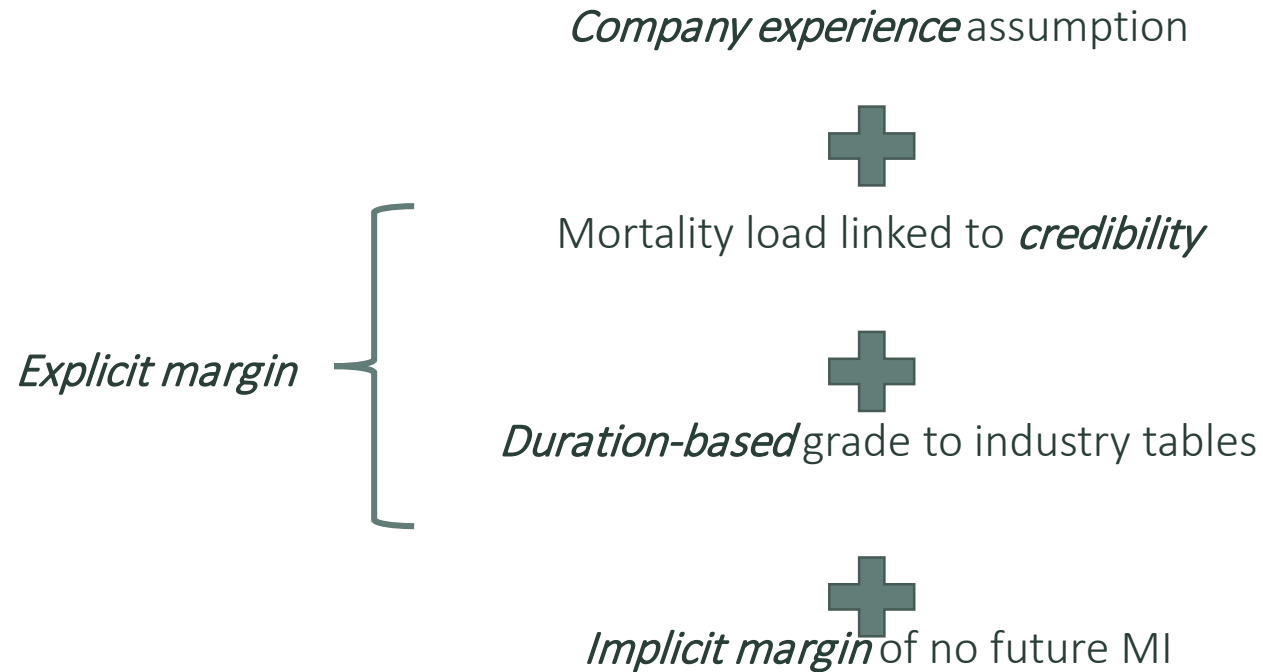 Company experience assumption
Mortality load linked to credibility
Explicit margin
Duration-based grade to industry tables
Implicit margin of no future MI